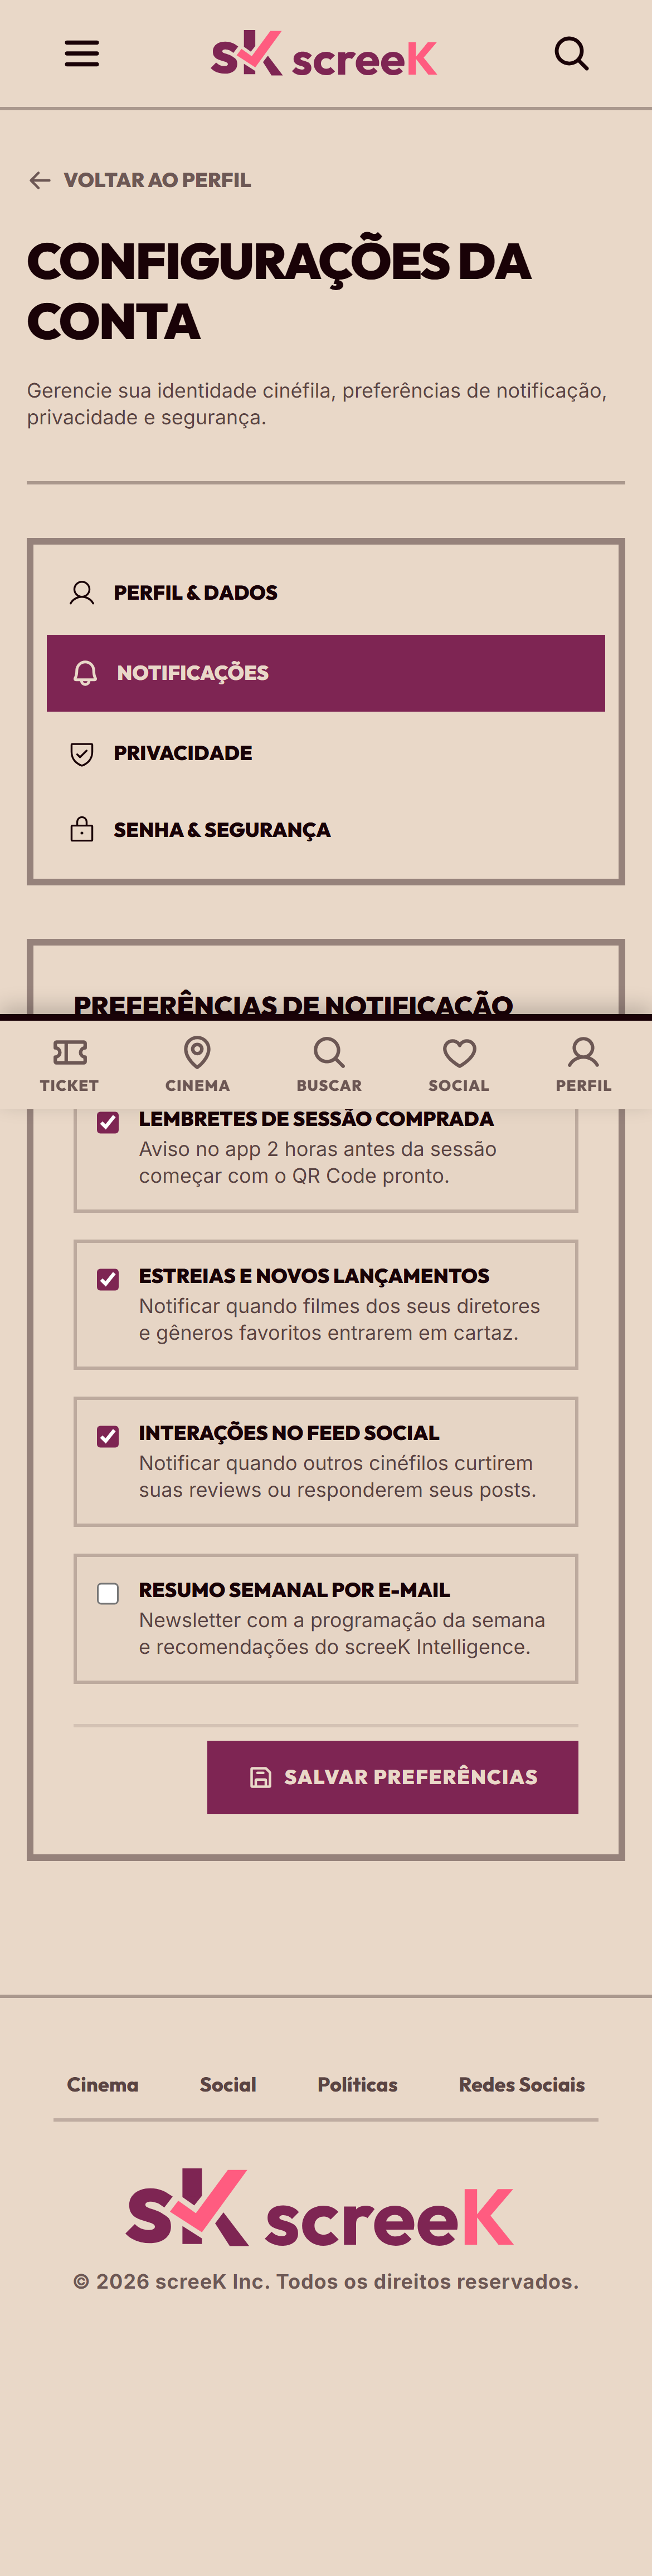 sK screeK
VOLTAR AO PERFIL
CONFIGURAÇÕES DA
CONTA
Gerencie sua identidade cinéfila, preferências de notificação,
privacidade e segurança.
PERFIL & DADOS
NOTIFICAÇÕES
PRIVACIDADE
SENHA & SEGURANÇA
PREFERÊNCIAS DE NOTIFICAÇÃO
TICKET
CINEMA
BUSCAR
SOCIAL
PERFIL
LEMBRETES DE SESSÃO COMPRADA
Aviso no app 2 horas antes da sessão
começar com o QR Code pronto.
ESTREIAS E NOVOS LANÇAMENTOS
Notificar quando filmes dos seus diretores
e gêneros favoritos entrarem em cartaz.
INTERAÇÕES NO FEED SOCIAL
Notificar quando outros cinéfilos curtirem
suas reviews ou responderem seus posts.
RESUMO SEMANAL POR E-MAIL
Newsletter com a programação da semana
e recomendações do screeK Intelligence.
SALVAR PREFERÊNCIAS
Cinema
Social
Políticas
Redes Sociais
sK screeK
© 2026 screeK Inc. Todos os direitos reservados.